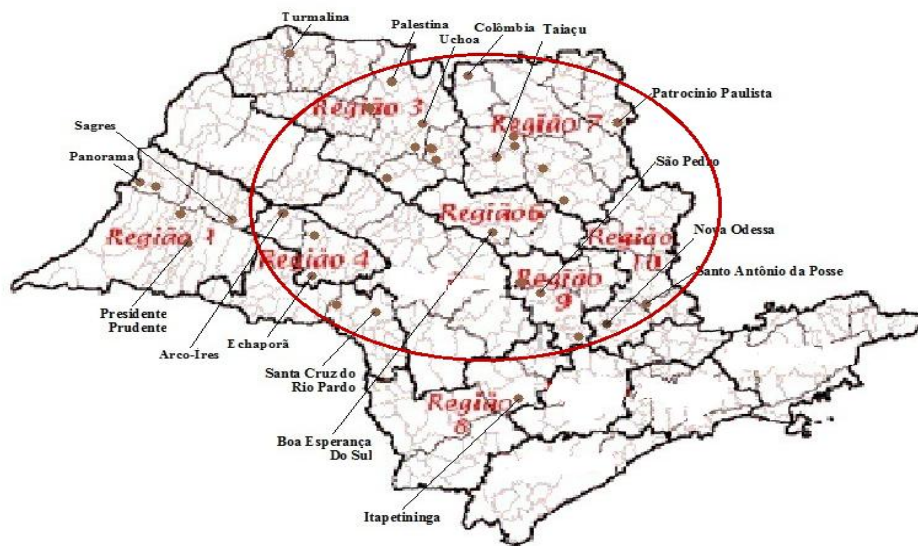 Turmalina
Palestina
Colômbia
Taiaçu
Uchoa
Região 3
Patrocinio Paulista
Região 7
Sagres
São Pedro
Panorama
Região 6
Região 1
Região 4
Região
10
Nova Odessa
Região
9
Santo Antônio da Posse
Presidente
Prudente
Arco-Ires
Echaporã
Santa Cruz do
Rio Pardo
Região
8
Boa Esperança
Do Sul
Itapetininga